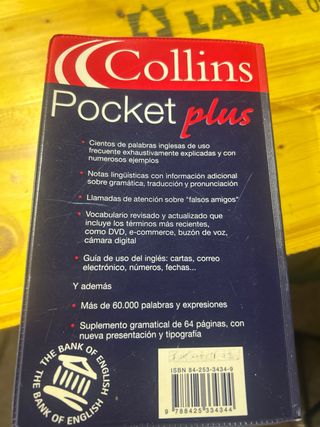 LANA
Collins
Pocket plus
• Cientos de palabras inglesas de uso
frecuente exhaustivamente explicadas y con
numerosos ejemplos
• Notas lingüísticas con información adicional
sobre gramática, traducción y pronunciación
• Llamadas de atención sobre "falsos amigos"
• Vocabulario revisado y actualizado que
incluye los términos más recientes,
como DVD, e-commerce, buzón de voz,
cámara digital
• Guía de uso del inglés: cartas, correo
electrónico, números, fechas...
Y además
• Más de 60.000 palabras y expresiones
• Suplemento gramatical de 64 páginas, con
nueva presentación y tipografía
THE BANK OF ENGLISH
THE BANK OF ENGLISH
ISBN 84-253-3434-9
9 788425 334344